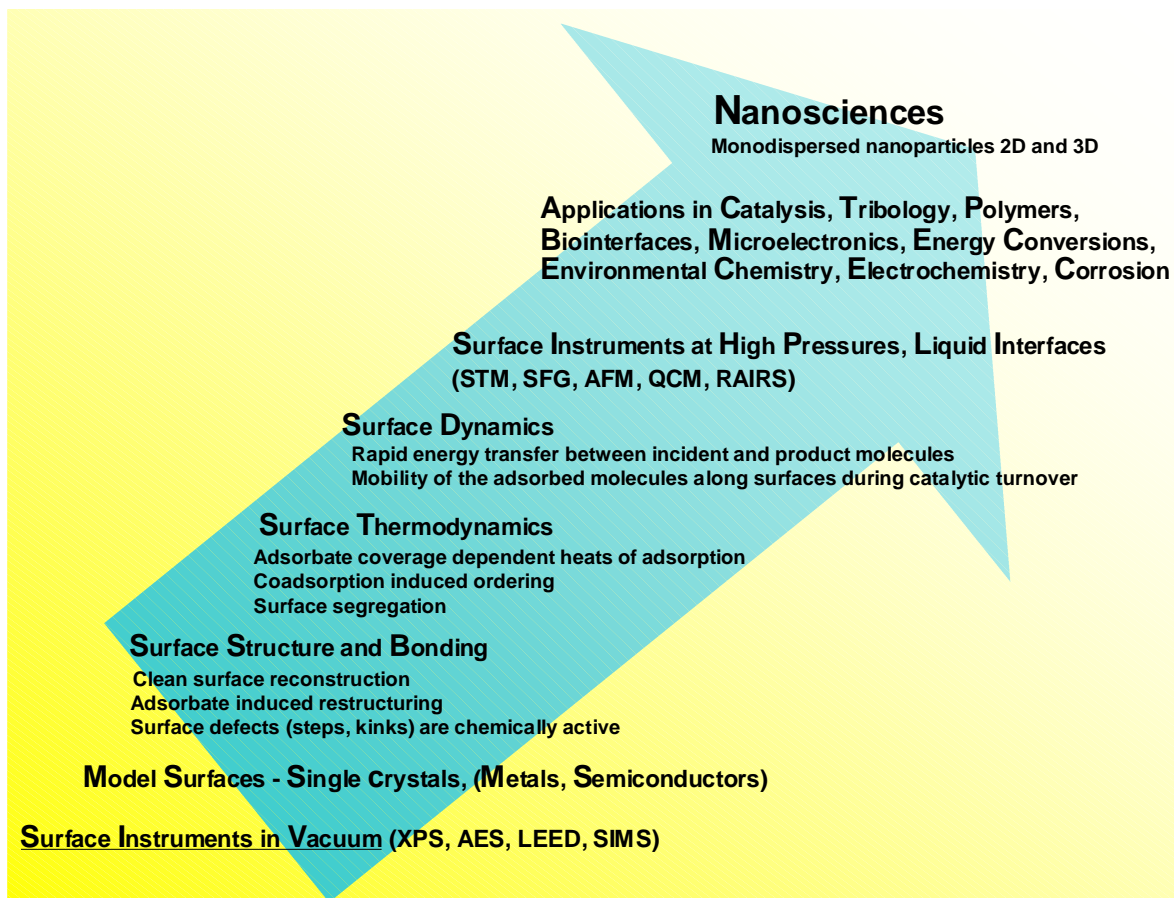 Nanosciences
Monodispersed nanoparticles 2D and 3D
Applications in Catalysis, Tribology, Polymers,
Biointerfaces, Microelectronics, Energy Conversions,
Environmental Chemistry, Electrochemistry, Corrosion
Surface Instruments at High Pressures, Liquid Interfaces
(STM, SFG, AFM, QCM, RAIRS)
Surface Dynamics
Rapid energy transfer between incident and product molecules
Mobility of the adsorbed molecules along surfaces during catalytic turnover
Surface Thermodynamics
Adsorbate coverage dependent heats of adsorption
Coadsorption induced ordering
Surface segregation
Surface Structure and Bonding
Clean surface reconstruction
Adsorbate induced restructuring
Surface defects (steps, kinks) are chemically active
Model Surfaces - Single crystals, (Metals, Semiconductors)
Surface Instruments in Vacuum (XPS, AES, LEED, SIMS)